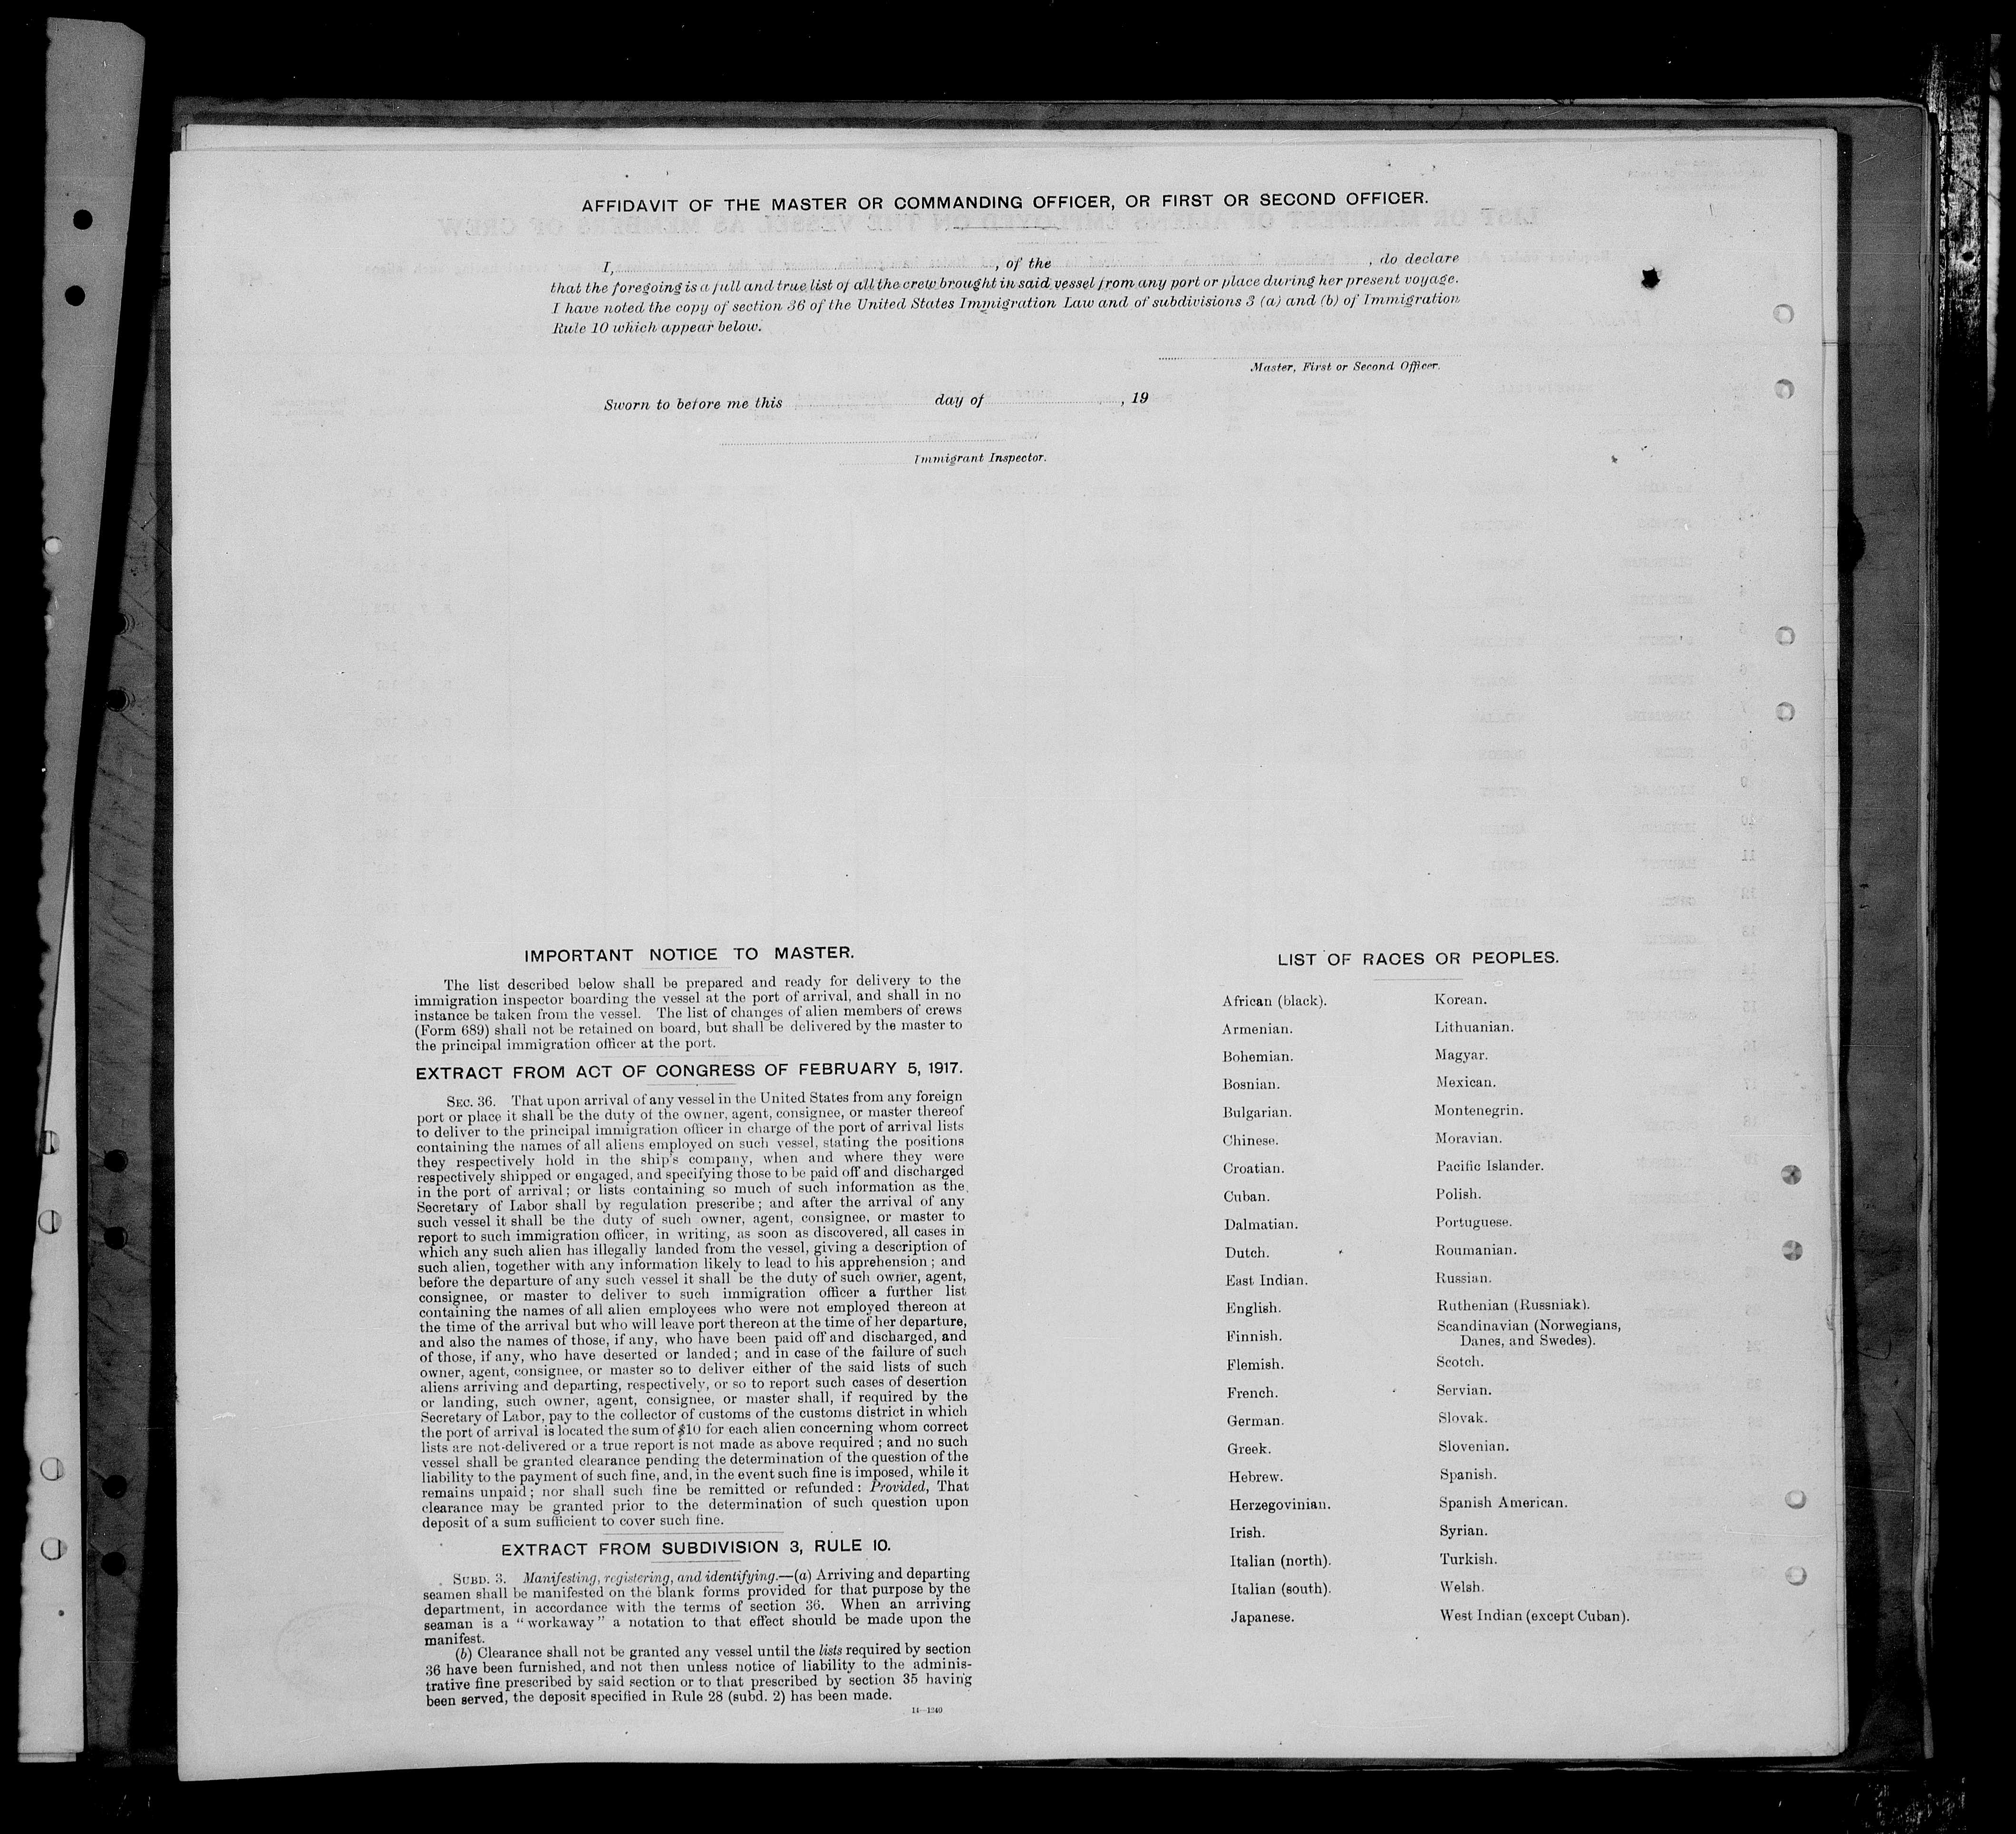 AFFIDAVIT OF THE MASTER OR COMMANDING OFFICER, OR FIRST OR SECOND OFFICER.
I, , of the , do declare
that the foregoing is a full and true list of all the crew brought in said vessel from any port or place during her present voyage.
I have noted the copy of section 36 of the United States Immigration Law and of subdivisions 3 (a) and (b) of Immigration
Rule 10 which appear below.
Master, First or Second Officer.
Sworn to before me this day of , 19
Immigrant Inspector.
IMPORTANT NOTICE TO MASTER.
The list described below shall be prepared and ready for delivery to the
immigration inspector boarding the vessel at the port of arrival, and shall in no
instance be taken from the vessel. The list of changes of alien members of crews
(Form 689) shall not be retained on board, but shall be delivered by the master to
the principal immigration officer at the port.
EXTRACT FROM ACT OF CONGRESS OF FEBRUARY 5, 1917.
SEC. 36. That upon arrival of any vessel in the United States from any foreign
port or place it shall be the duty of the owner, agent, consignee, or master thereof
to deliver to the principal immigration officer in charge of the port of arrival lists
containing the names of all aliens employed on such vessel, stating the positions
they respectively hold in the ship's company, when and where they were
respectively shipped or engaged, and specifying those to be paid off and discharged
in the port of arrival; or lists containing so much of such information as the
Secretary of Labor shall by regulation prescribe; and after the arrival of any
such vessel it shall be the duty of such owner, agent, consignee, or master to
report to such immigration officer, in writing, as soon as discovered, all cases in
which any such alien has illegally landed from the vessel, giving a description of
such alien, together with any information likely to lead to his apprehension; and
before the departure of any such vessel it shall be the duty of such owner, agent,
consignee, or master to deliver to such immigration officer a further list
containing the names of all alien employees who were not employed thereon at
the time of the arrival but who will leave port thereon at the time of her departure,
and also the names of those, if any, who have been paid off and discharged, and
of those, if any, who have deserted or landed; and in case of the failure of such
owner, agent, consignee, or master so to deliver either of the said lists of such
aliens arriving and departing, respectively, or so to report such cases of desertion
or landing, such owner, agent, consignee, or master shall, if required by the
Secretary of Labor, pay to the collector of customs of the customs district in which
the port of arrival is located the sum of $10 for each alien concerning whom correct
lists are not delivered or a true report is not made as above required; and no such
vessel shall be granted clearance pending the determination of the question of the
liability to the payment of such fine, and, in the event such fine is imposed, while it
remains unpaid; nor shall such fine be remitted or refunded: Provided, That
clearance may be granted prior to the determination of such question upon
deposit of a sum sufficient to cover such fine.
EXTRACT FROM SUBDIVISION 3, RULE 10.
SUBD. 3. Manifesting, registering, and identifying.—(a) Arriving and departing
seamen shall be manifested on the blank forms provided for that purpose by the
department, in accordance with the terms of section 36. When an arriving
seaman is a "workaway" a notation to that effect should be made upon the
manifest.
(b) Clearance shall not be granted any vessel until the lists required by section
36 have been furnished, and not then unless notice of liability to the adminis-
trative fine prescribed by said section or to that prescribed by section 35 having
been served, the deposit specified in Rule 28 (subd. 2) has been made.
14—1240
LIST OF RACES OR PEOPLES.
African (black).
Armenian.
Bohemian.
Bosnian.
Bulgarian.
Chinese.
Croatian.
Cuban.
Dalmatian.
Dutch.
East Indian.
English.
Finnish.
Flemish.
French.
German.
Greek.
Hebrew.
Herzegovinian.
Irish.
Italian (north).
Italian (south).
Japanese.
Korean.
Lithuanian.
Magyar.
Mexican.
Montenegrin.
Moravian.
Pacific Islander.
Polish.
Portuguese.
Roumanian.
Russian.
Ruthenian (Russniak).
Scandinavian (Norwegians,
Danes, and Swedes).
Scotch.
Servian.
Slovak.
Slovenian.
Spanish.
Spanish American.
Syrian.
Turkish.
Welsh.
West Indian (except Cuban).